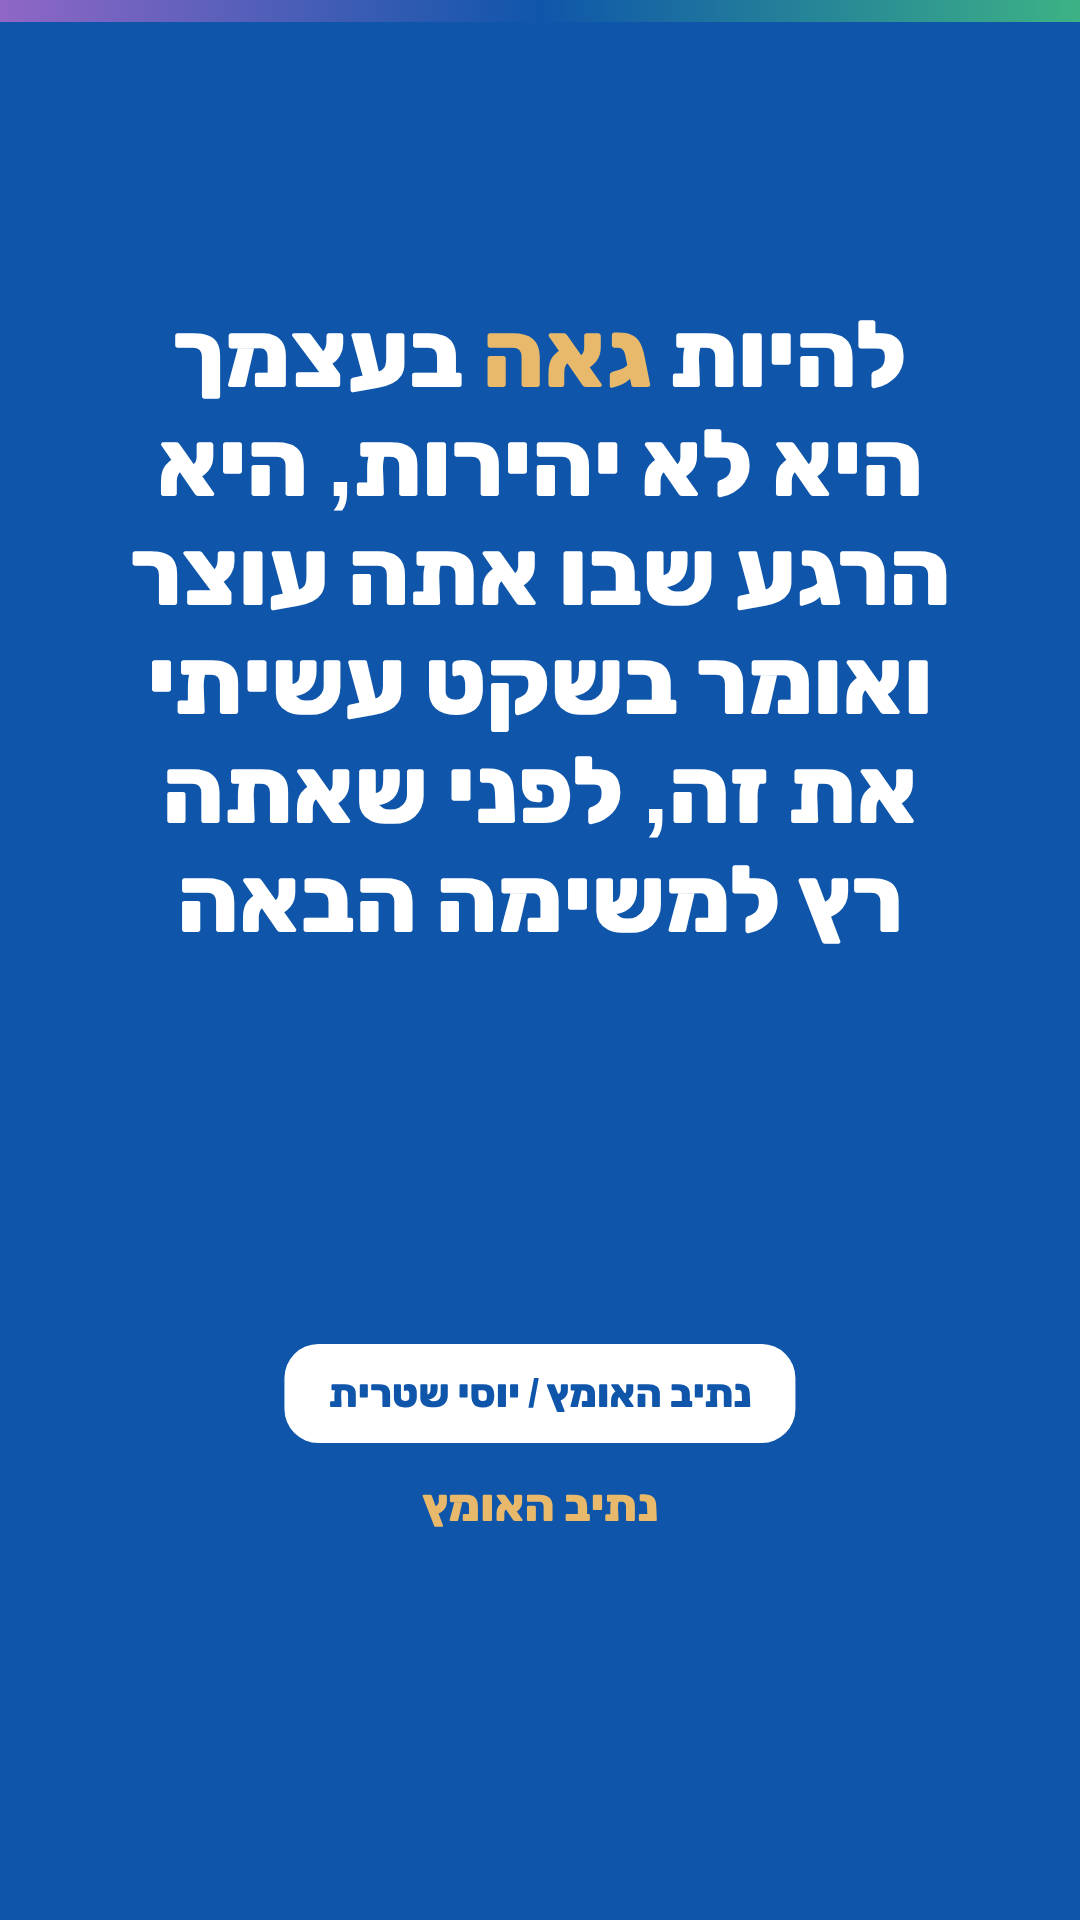 להיות גאה בעצמך
היא לא יהירות, היא
הרגע שבו אתה עוצר
ואומר בשקט עשיתי
את זה, לפני שאתה
רץ למשימה הבאה
נתיב האומץ / יוסי שטרית
נתיב האומץ